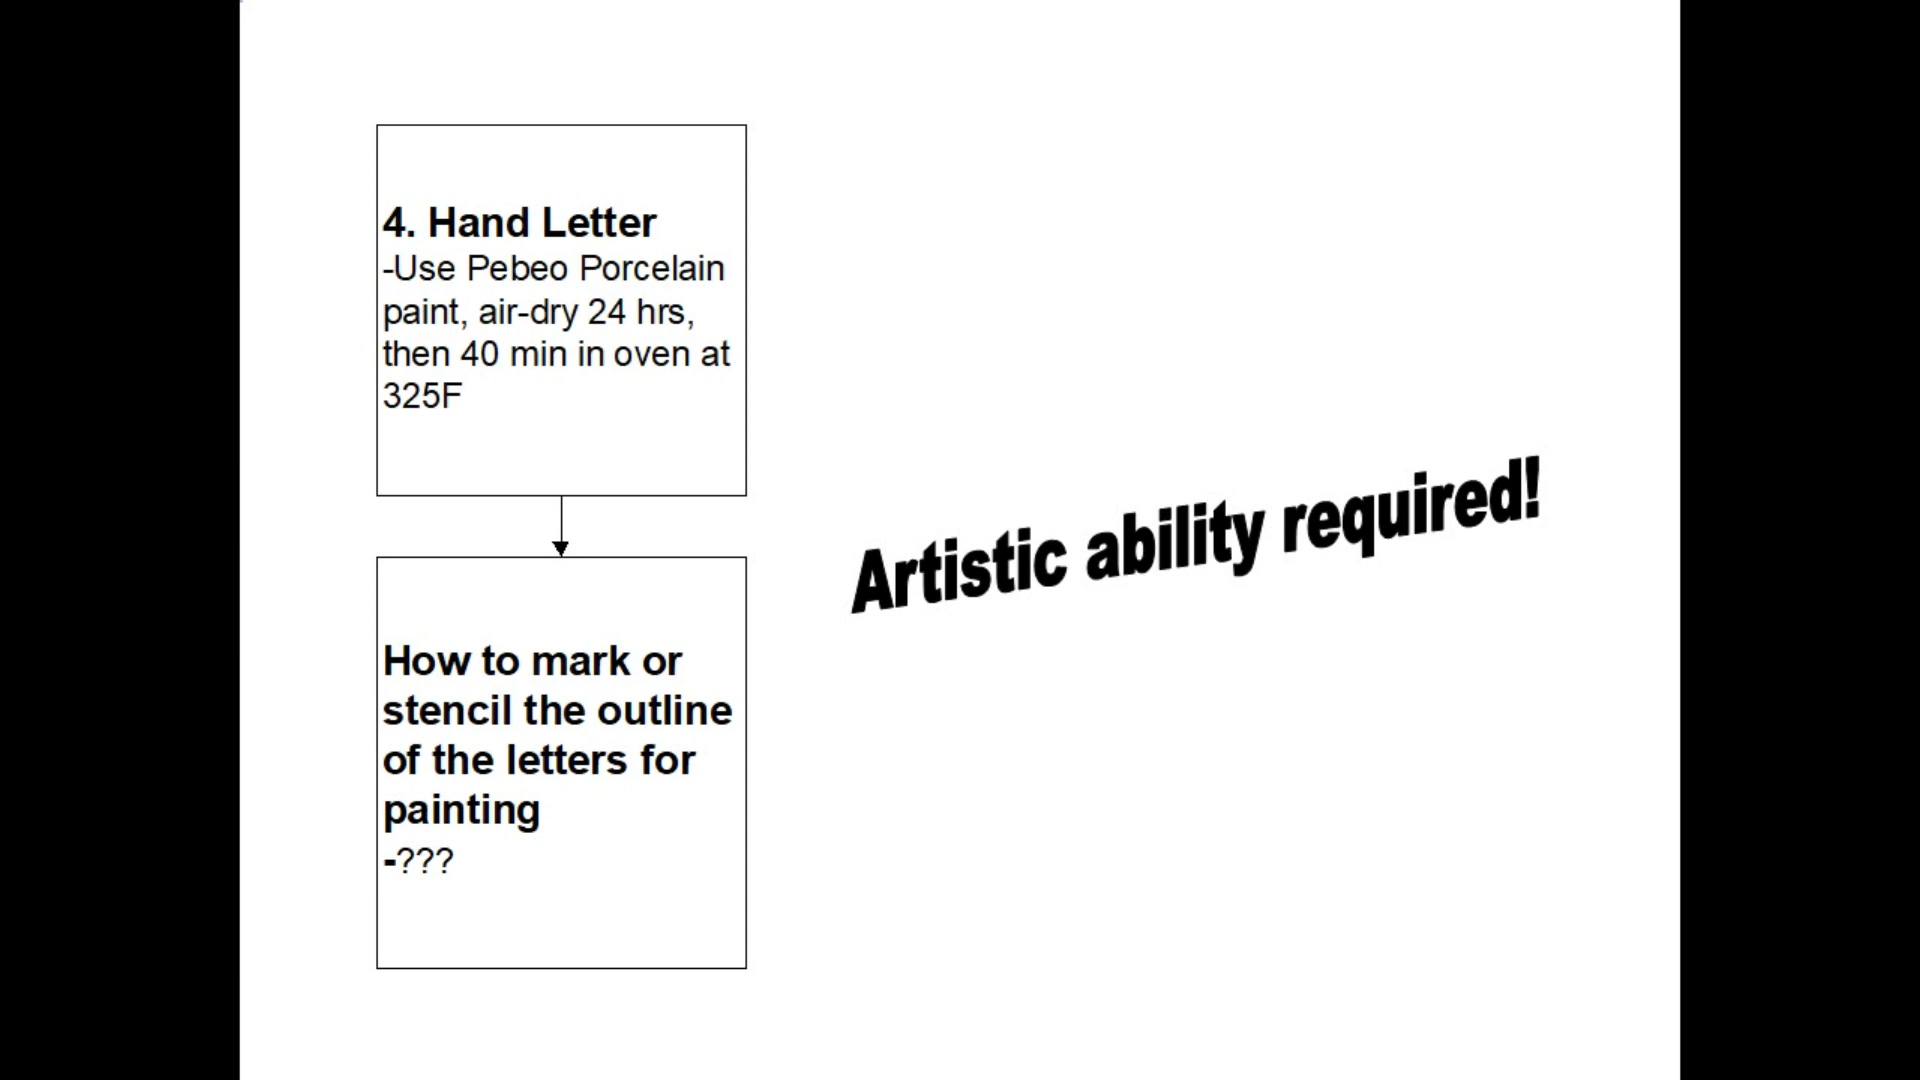 4. Hand Letter
-Use Pebeo Porcelain
paint, air-dry 24 hrs,
then 40 min in oven at
325F
Artistic ability required!
How to mark or
stencil the outline
of the letters for
painting
-???